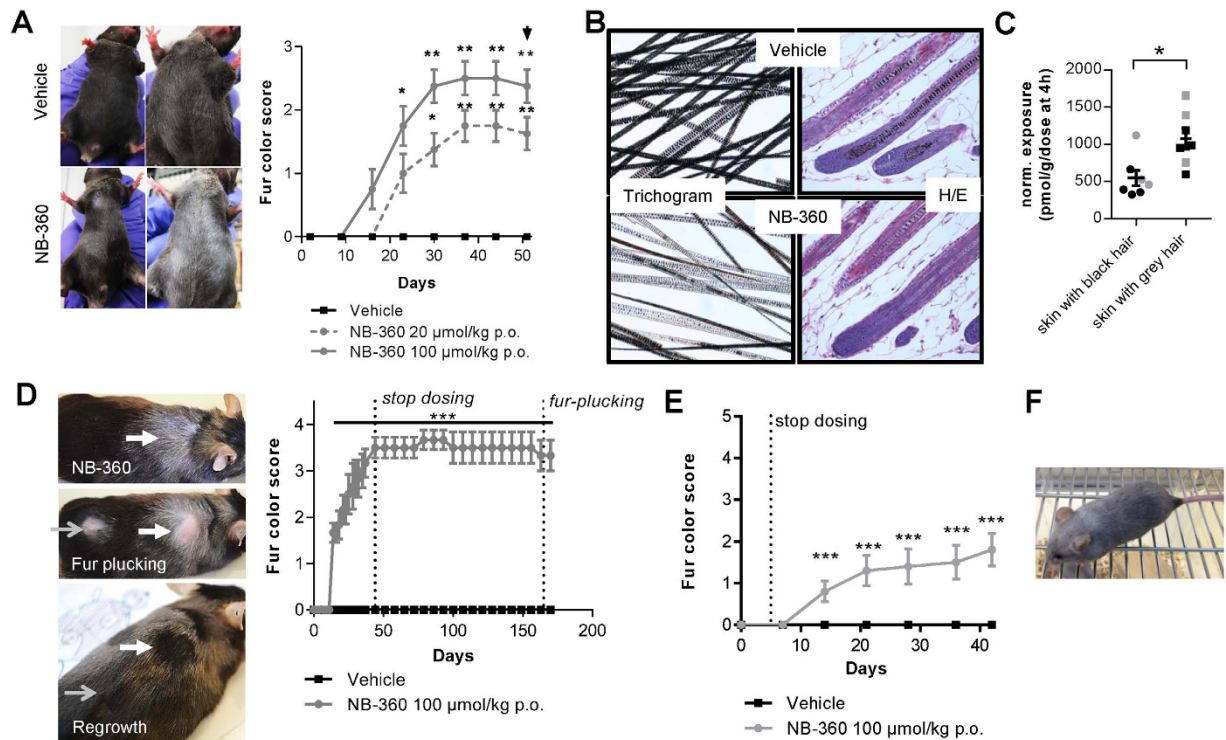 A
Vehicle
NB-360
Fur color score
3
2
1
0
*
**
**
**
**
*
**
**
**
0 10 20 30 40 50
Days
Vehicle
NB-360 20 µmol/kg p.o.
NB-360 100 µmol/kg p.o.
B
Vehicle
Trichogram
H/E
NB-360
C
*
norm. exposure
(pmol/g/dose at 4h)
2000
1500
1000
500
0
skin with black hair
skin with grey hair
D
NB-360
Fur plucking
Regrowth
stop dosing
fur-plucking
***
Fur color score
4
3
2
1
0
0 50 100 150 200
Days
Vehicle
NB-360 100 µmol/kg p.o.
E
stop dosing
Fur color score
5
4
3
2
1
0
*** *** *** *** ***
0 10 20 30 40
Days
Vehicle
NB-360 100 µmol/kg p.o.
F